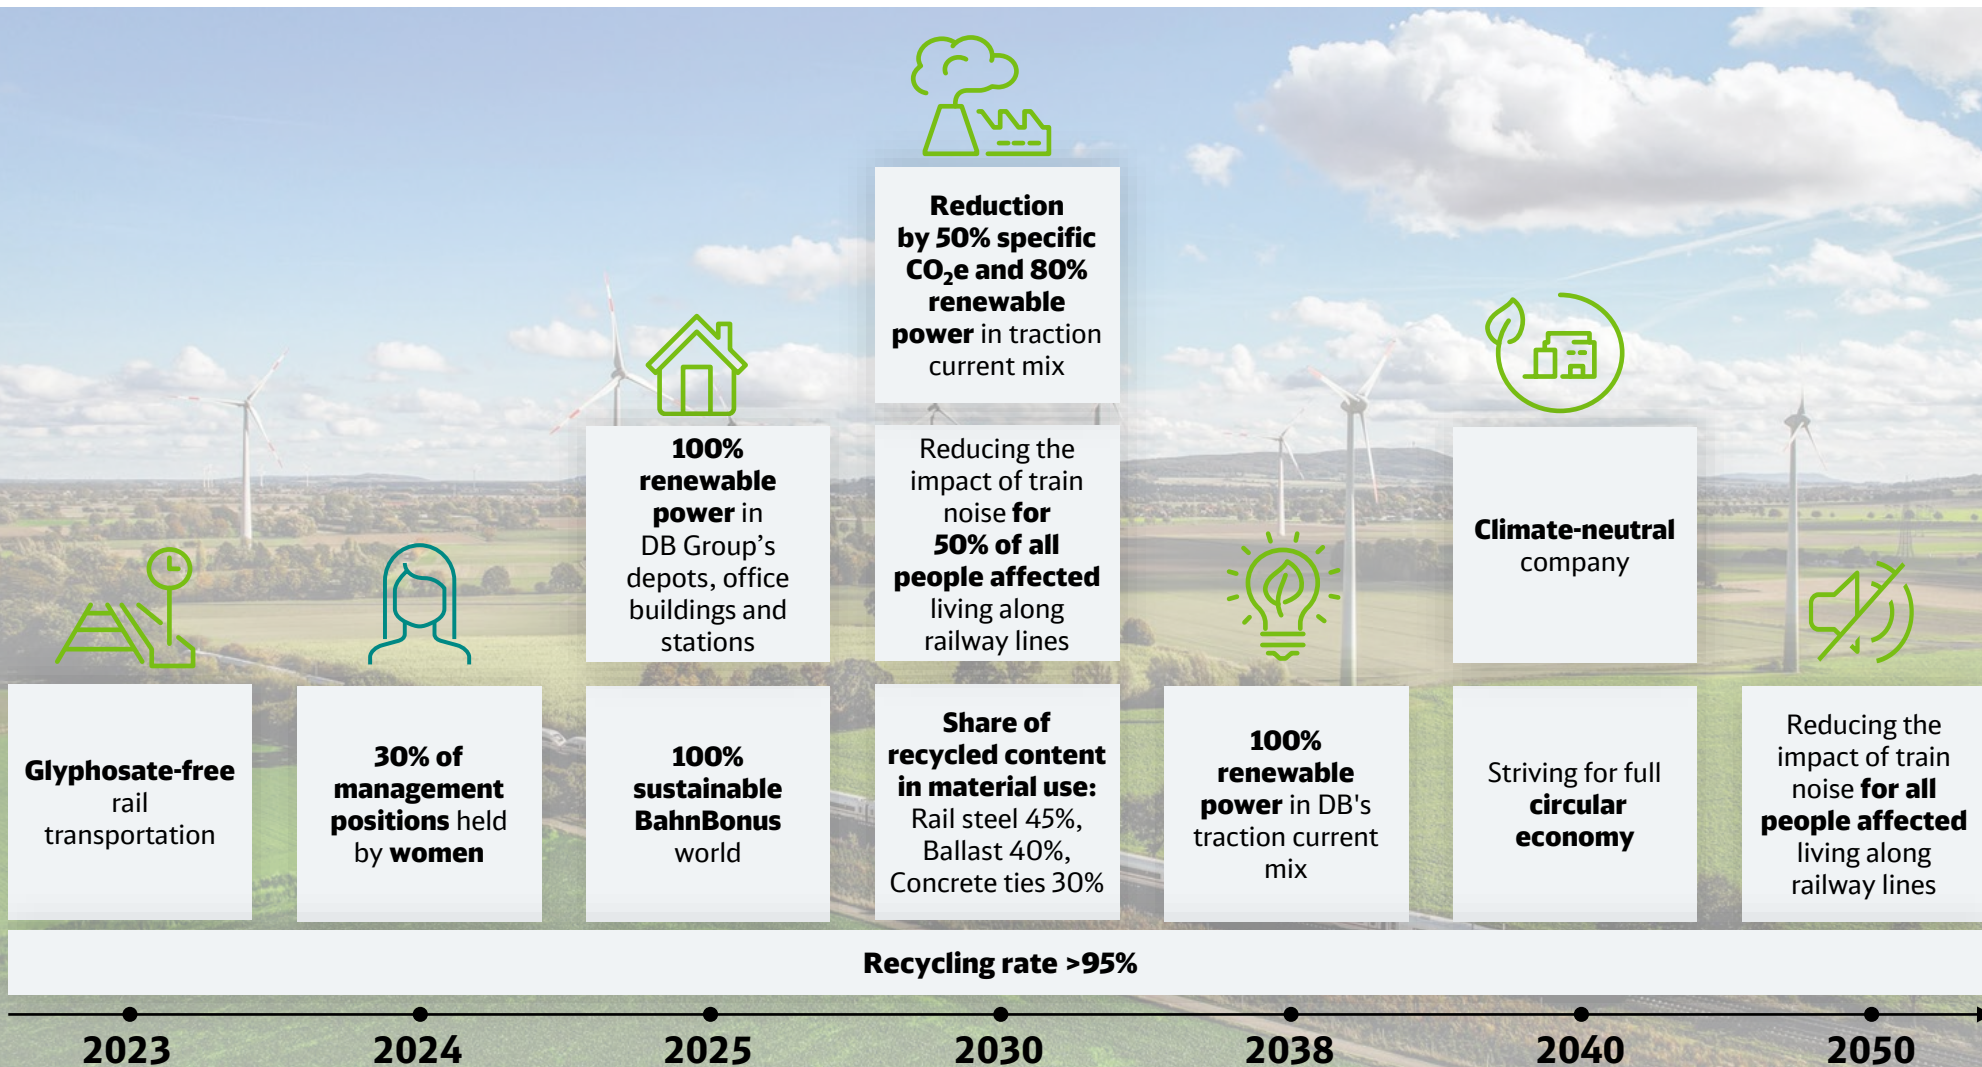 Reduction
by 50% specific
CO₂e and 80%
renewable
power in traction
current mix
100%
renewable
power in
DB Group's
depots, office
buildings and
stations
Reducing the
impact of train
noise for
50% of all
people affected
living along
railway lines
Climate-neutral
company
Glyphosate-free
rail
transportation
30% of
management
positions held
by women
100%
sustainable
BahnBonus
world
Share of
recycled content
in material use:
Rail steel 45%,
Ballast 40%,
Concrete ties 30%
100%
renewable
power in DB's
traction current
mix
Striving for full
circular
economy
Reducing the
impact of train
noise for all
people affected
living along
railway lines
Recycling rate >95%
2023
2024
2025
2030
2038
2040
2050